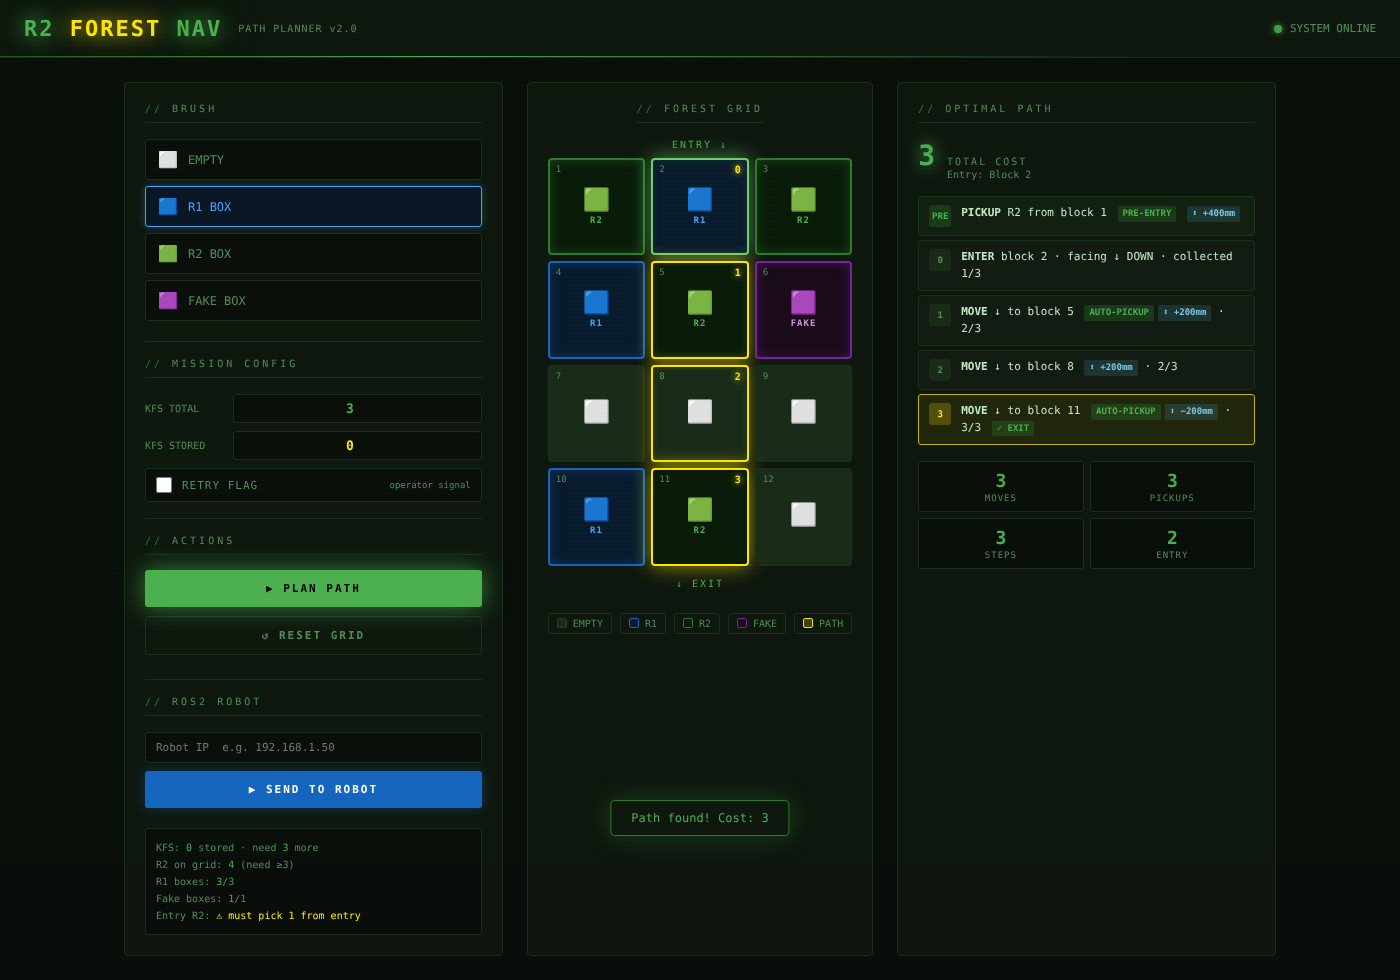 R2 FOREST NAV PATH PLANNER v2.0
SYSTEM ONLINE
// BRUSH
EMPTY
R1 BOX
R2 BOX
FAKE BOX
// MISSION CONFIG
KFS TOTAL 3
KFS STORED 0
RETRY FLAG operator signal
// ACTIONS
▶ PLAN PATH
↺ RESET GRID
// ROS2 ROBOT
Robot IP  e.g. 192.168.1.50
▶ SEND TO ROBOT
KFS: 0 stored · need 3 more
R2 on grid: 4 (need ≥3)
R1 boxes: 3/3
Fake boxes: 1/1
Entry R2: ⚠ must pick 1 from entry
// FOREST GRID
ENTRY ↓
1 2 0 3
R2 R1 R2
4 5 1 6
R1 R2 FAKE
7 8 2 9
10 11 3 12
R1 R2
↓ EXIT
EMPTY R1 R2 FAKE PATH
Path found! Cost: 3
// OPTIMAL PATH
3 TOTAL COST
Entry: Block 2
PRE PICKUP R2 from block 1 PRE-ENTRY ↕ +400mm
0 ENTER block 2 · facing ↓ DOWN · collected
1/3
1 MOVE ↓ to block 5 AUTO-PICKUP ↕ +200mm ·
2/3
2 MOVE ↓ to block 8 ↕ +200mm · 2/3
3 MOVE ↓ to block 11 AUTO-PICKUP ↕ −200mm ·
3/3 ✓ EXIT
3 3
MOVES PICKUPS
3 2
STEPS ENTRY